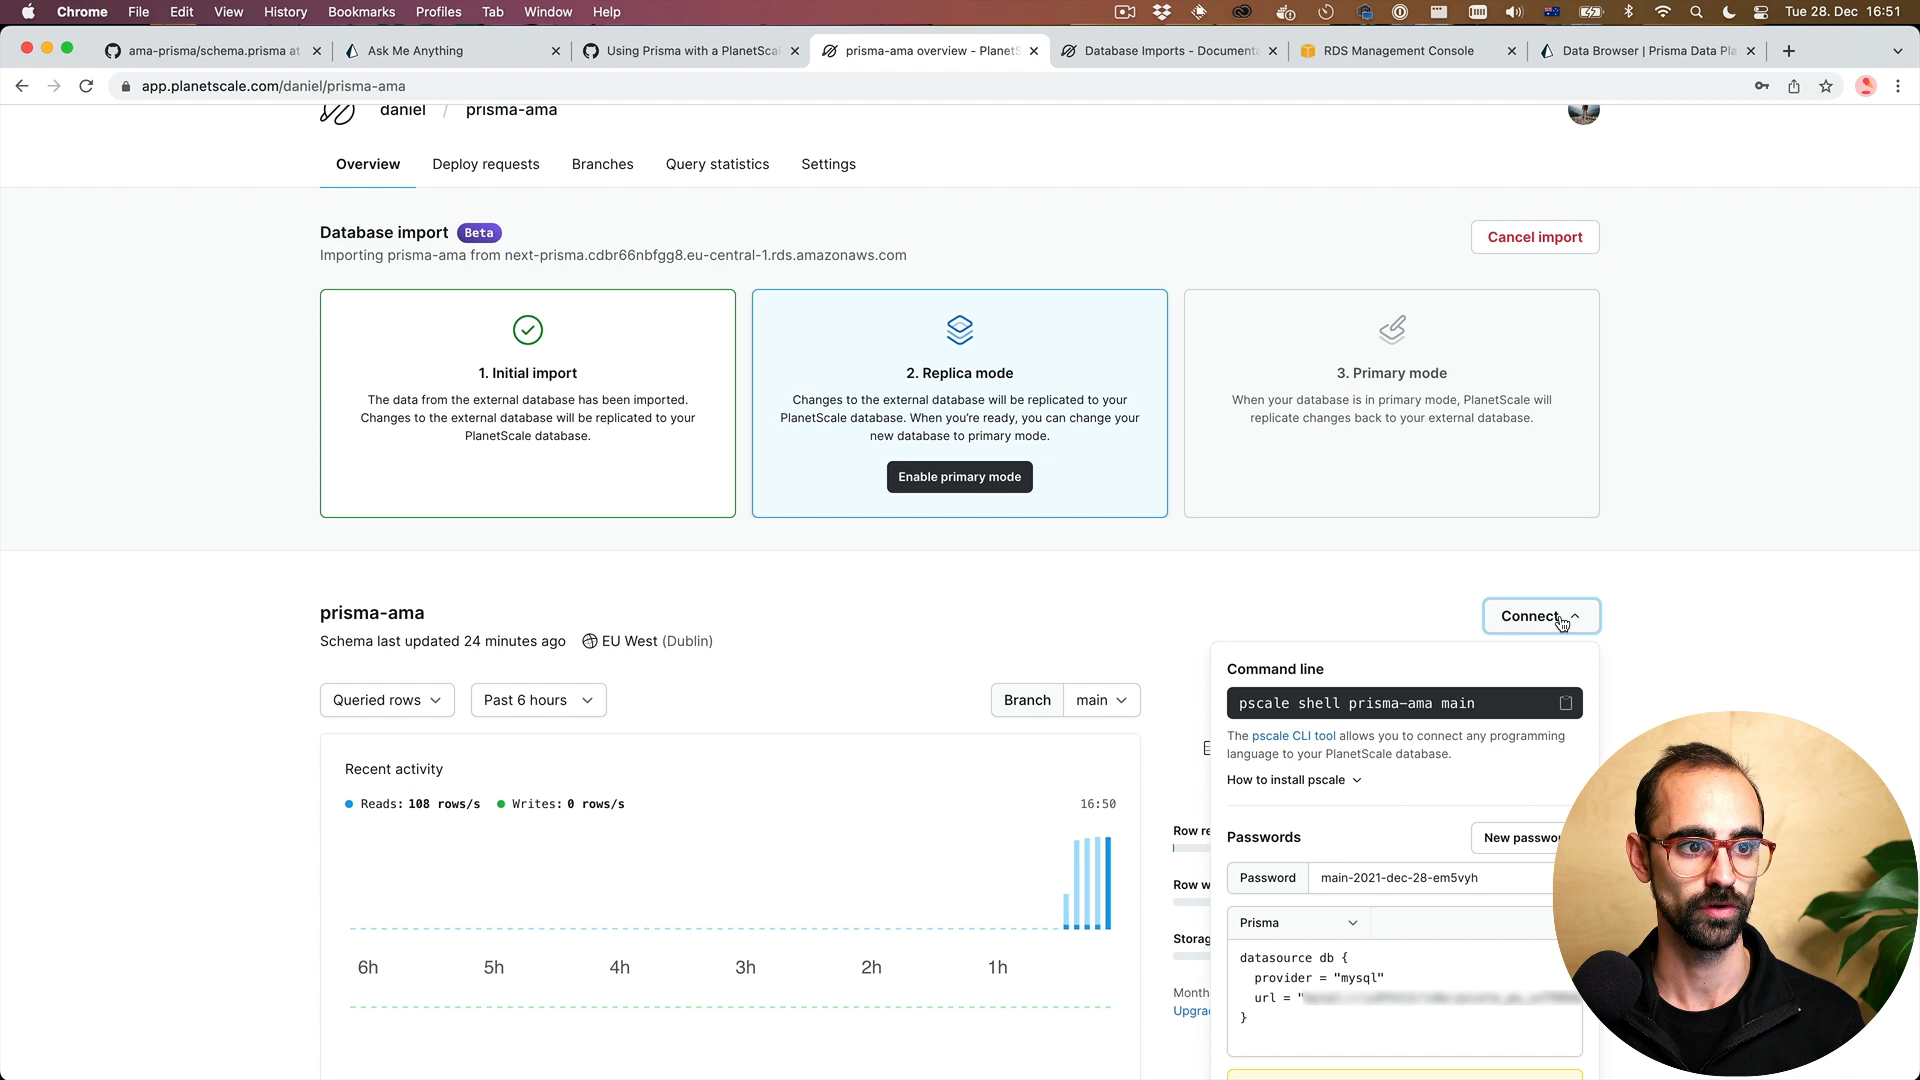 Chrome File Edit View History Bookmarks Profiles Tab Window Help Tue 28. Dec 16:51
ama-prisma/schema.prisma at Ask Me Anything Using Prisma with a PlanetSca prisma-ama overview - PlanetS Database Imports - Documenta RDS Management Console Data Browser | Prisma Data Pla
app.planetscale.com/daniel/prisma-ama
daniel / prisma-ama
Overview Deploy requests Branches Query statistics Settings
Database import Beta
Cancel import
Importing prisma-ama from next-prisma.cdbr66nbfgg8.eu-central-1.rds.amazonaws.com
1. Initial import
The data from the external database has been imported.
Changes to the external database will be replicated to your
PlanetScale database.
2. Replica mode
Changes to the external database will be replicated to your
PlanetScale database. When you're ready, you can change your
new database to primary mode.
Enable primary mode
3. Primary mode
When your database is in primary mode, PlanetScale will
replicate changes back to your external database.
prisma-ama
Schema last updated 24 minutes ago EU West (Dublin)
Connect
Queried rows Past 6 hours Branch main
Recent activity
Reads: 108 rows/s Writes: 0 rows/s 16:50
6h 5h 4h 3h 2h 1h
Row re
Row w
Storag
Month
Upgra
Command line
pscale shell prisma-ama main
The pscale CLI tool allows you to connect any programming
language to your PlanetScale database.
How to install pscale
Passwords New passwo
Password main-2021-dec-28-em5vyh
Prisma
datasource db {
provider = "mysql"
url = "
}